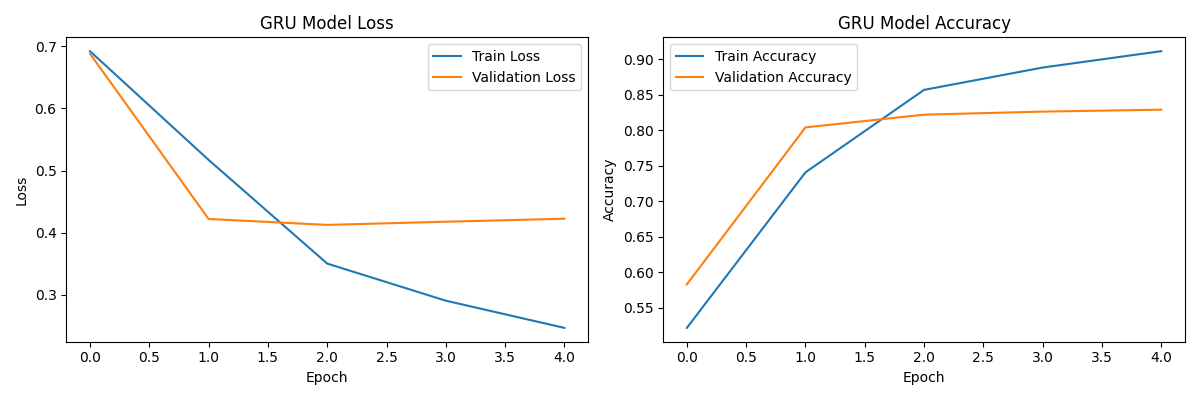 GRU Model Loss
0.7
0.6
0.5
0.4
0.3
Loss
Train Loss
Validation Loss
0.0 0.5 1.0 1.5 2.0 2.5 3.0 3.5 4.0
Epoch
GRU Model Accuracy
0.90
0.85
0.80
0.75
0.70
0.65
0.60
0.55
Accuracy
Train Accuracy
Validation Accuracy
0.0 0.5 1.0 1.5 2.0 2.5 3.0 3.5 4.0
Epoch